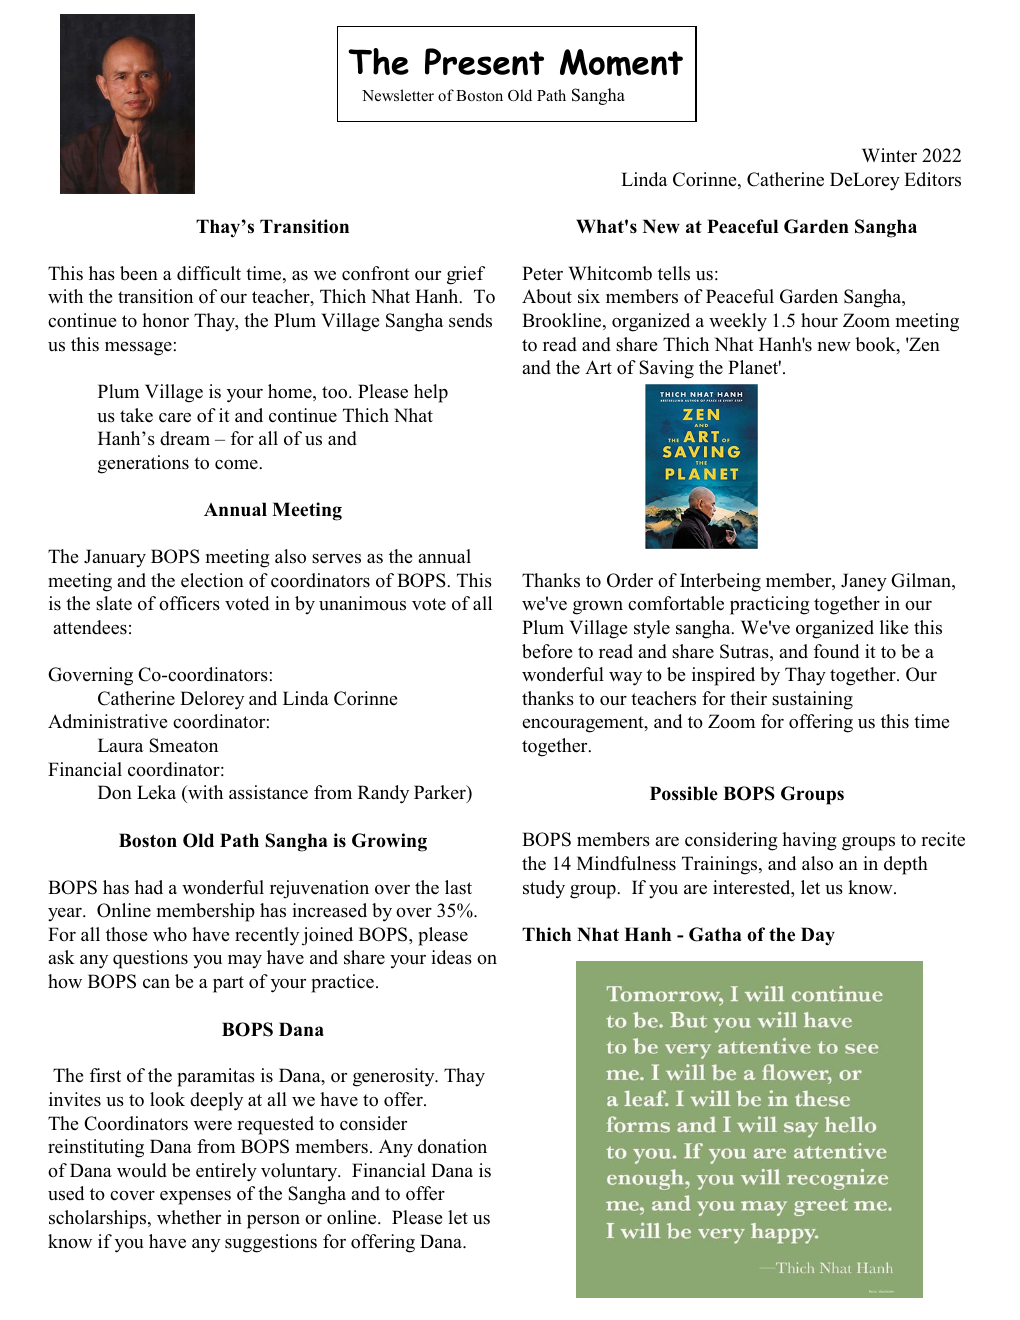 The Present Moment
Newsletter of Boston Old Path Sangha
Winter 2022
Linda Corinne, Catherine DeLorey Editors
Thay’s Transition
This has been a difficult time, as we confront our grief
with the transition of our teacher, Thich Nhat Hanh.  To
continue to honor Thay, the Plum Village Sangha sends
us this message:
Plum Village is your home, too. Please help
us take care of it and continue Thich Nhat
Hanh’s dream – for all of us and
generations to come.
Annual Meeting
The January BOPS meeting also serves as the annual
meeting and the election of coordinators of BOPS. This
is the slate of officers voted in by unanimous vote of all
attendees:
Governing Co-coordinators:
Catherine Delorey and Linda Corinne
Administrative coordinator:
Laura Smeaton
Financial coordinator:
Don Leka (with assistance from Randy Parker)
Boston Old Path Sangha is Growing
BOPS has had a wonderful rejuvenation over the last
year.  Online membership has increased by over 35%.
For all those who have recently joined BOPS, please
ask any questions you may have and share your ideas on
how BOPS can be a part of your practice.
BOPS Dana
The first of the paramitas is Dana, or generosity. Thay
invites us to look deeply at all we have to offer.
The Coordinators were requested to consider
reinstituting Dana from BOPS members. Any donation
of Dana would be entirely voluntary.  Financial Dana is
used to cover expenses of the Sangha and to offer
scholarships, whether in person or online.  Please let us
know if you have any suggestions for offering Dana.
What's New at Peaceful Garden Sangha
Peter Whitcomb tells us:
About six members of Peaceful Garden Sangha,
Brookline, organized a weekly 1.5 hour Zoom meeting
to read and share Thich Nhat Hanh's new book, 'Zen
and the Art of Saving the Planet'.
THICH NHAT HANH
BESTSELLING AUTHOR OF PEACE IS EVERY STEP
ZEN
AND
THE ART OF
SAVING
THE
PLANET
Thanks to Order of Interbeing member, Janey Gilman,
we've grown comfortable practicing together in our
Plum Village style sangha. We've organized like this
before to read and share Sutras, and found it to be a
wonderful way to be inspired by Thay together. Our
thanks to our teachers for their sustaining
encouragement, and to Zoom for offering us this time
together.
Possible BOPS Groups
BOPS members are considering having groups to recite
the 14 Mindfulness Trainings, and also an in depth
study group.  If you are interested, let us know.
Thich Nhat Hanh - Gatha of the Day
Tomorrow, I will continue
to be. But you will have
to be very attentive to see
me. I will be a flower, or
a leaf. I will be in these
forms and I will say hello
to you. If you are attentive
enough, you will recognize
me, and you may greet me.
I will be very happy.
—Thich Nhat Hanh